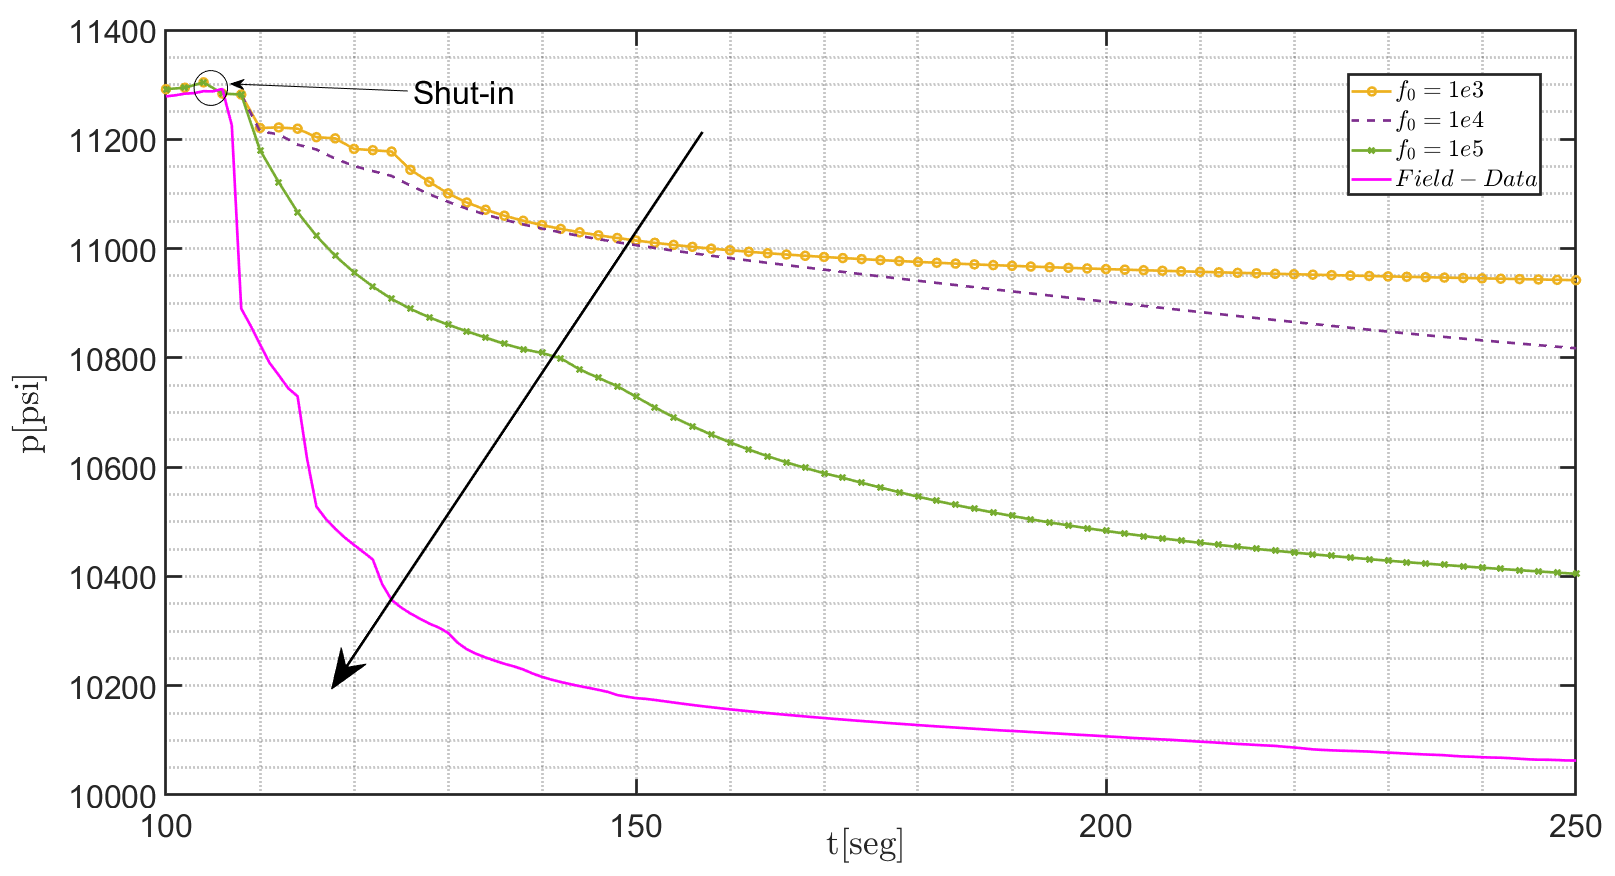 11400
11200
11000
10800
10600
10400
10200
10000
p[psi]
Shut-in
f₀ = 1e3
f₀ = 1e4
f₀ = 1e5
Field − Data
100
150
200
250
t[seg]